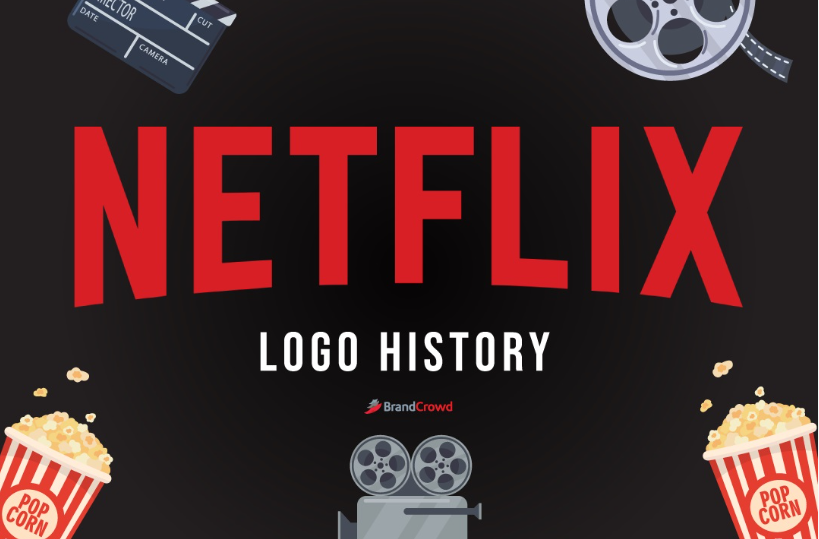 DIRECTOR
CUT
DATE
CAMERA
NETFLIX
LOGO HISTORY
BrandCrowd
POP
CORN
POP
CORN